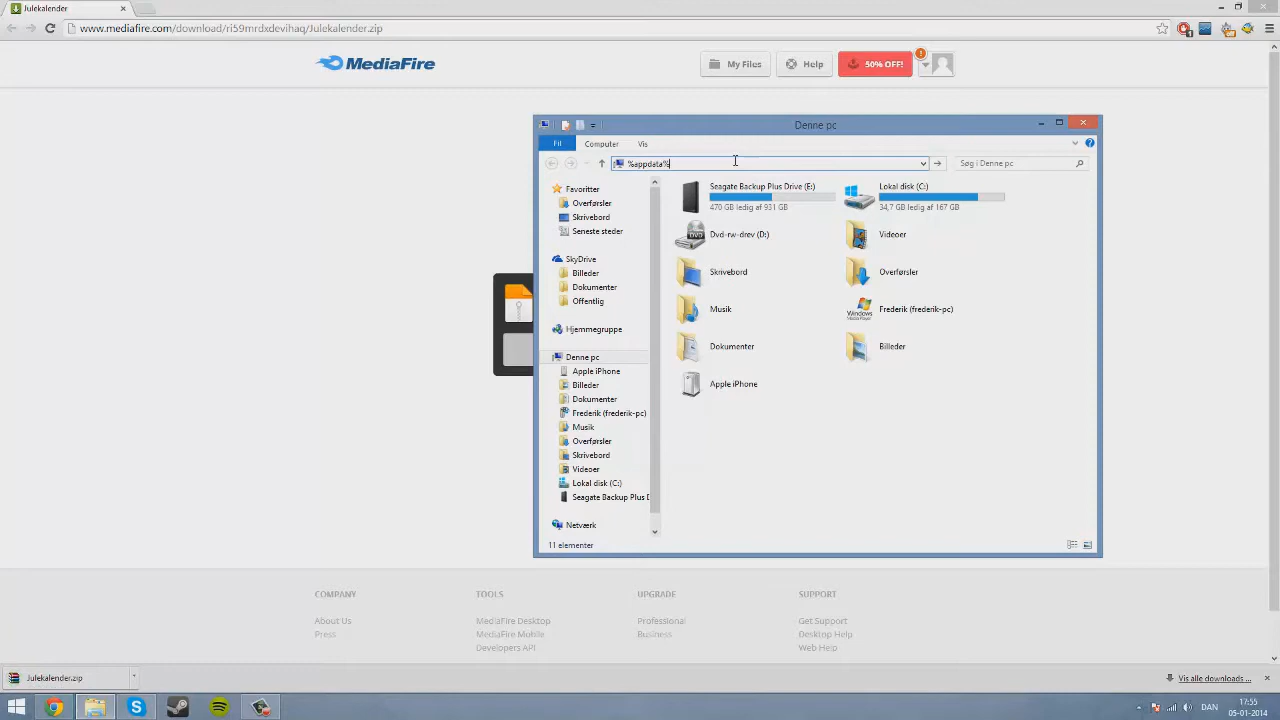 Julekalender
www.mediafire.com/download/ri59mrdxdevihaq/Julekalender.zip
MediaFire
My Files
Help
50% OFF!
Denne pc
Fil
Computer
Vis
%appdata%
Søg i Denne pc
Favoritter
Overførsler
Skrivebord
Seneste steder
SkyDrive
Billeder
Dokumenter
Offentlig
Hjemmegruppe
Denne pc
Apple iPhone
Billeder
Dokumenter
Frederik (frederik-pc)
Musik
Overførsler
Skrivebord
Videoer
Lokal disk (C:)
Seagate Backup Plus D
Netværk
Seagate Backup Plus Drive (E:)
470 GB ledig af 931 GB
Lokal disk (C:)
34,7 GB ledig af 167 GB
DVD
Dvd-rw-drev (D:)
Videoer
Skrivebord
Overførsler
Musik
Windows
Media Player
Frederik (frederik-pc)
Dokumenter
Billeder
Apple iPhone
11 elementer
COMPANY
About Us
Press
TOOLS
MediaFire Desktop
MediaFire Mobile
Developers API
UPGRADE
Professional
Business
SUPPORT
Get Support
Desktop Help
Web Help
Julekalender.zip
Vis alle downloads ...
DAN
17:55
05-01-2014